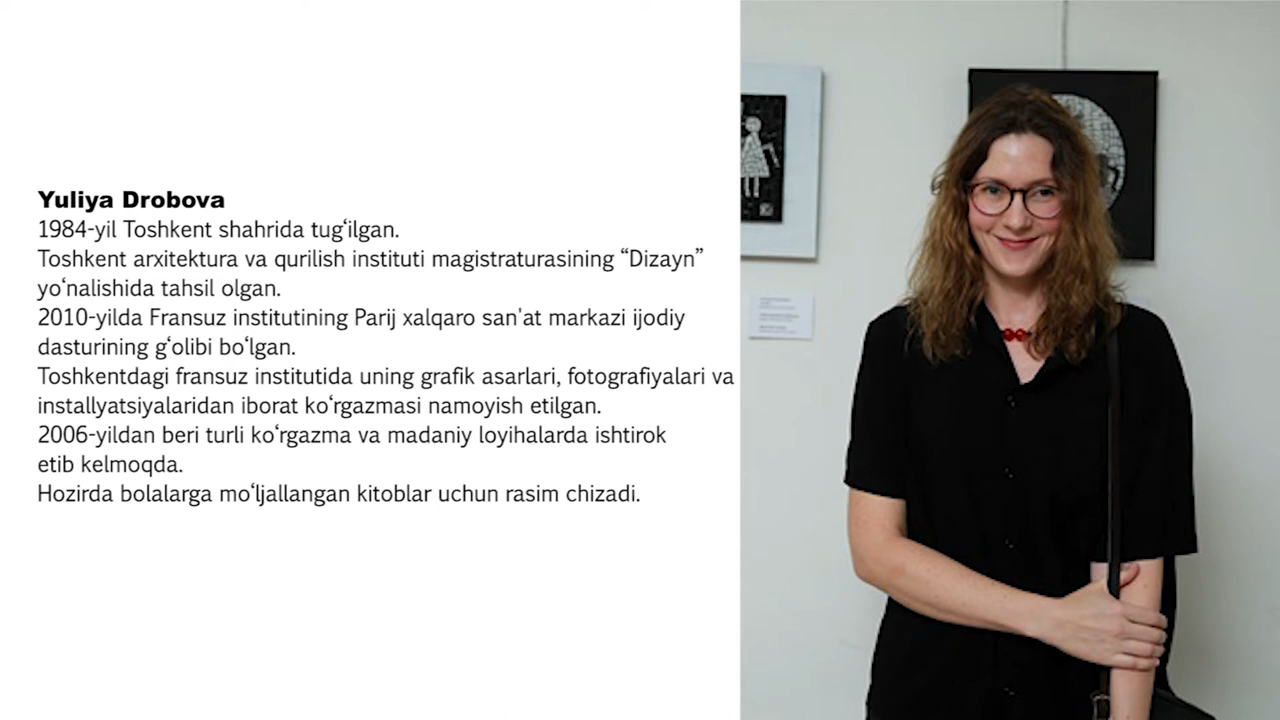 Yuliya Drobova
1984-yil Toshkent shahrida tug‘ilgan.
Toshkent arxitektura va qurilish instituti magistraturasining “Dizayn”
yo‘nalishida tahsil olgan.
2010-yilda Fransuz institutining Parij xalqaro san'at markazi ijodiy
dasturining g‘olibi bo‘lgan.
Toshkentdagi fransuz institutida uning grafik asarlari, fotografiyalari va
installyatsiyalaridan iborat ko‘rgazmasi namoyish etilgan.
2006-yildan beri turli ko‘rgazma va madaniy loyihalarda ishtirok
etib kelmoqda.
Hozirda bolalarga mo‘ljallangan kitoblar uchun rasim chizadi.